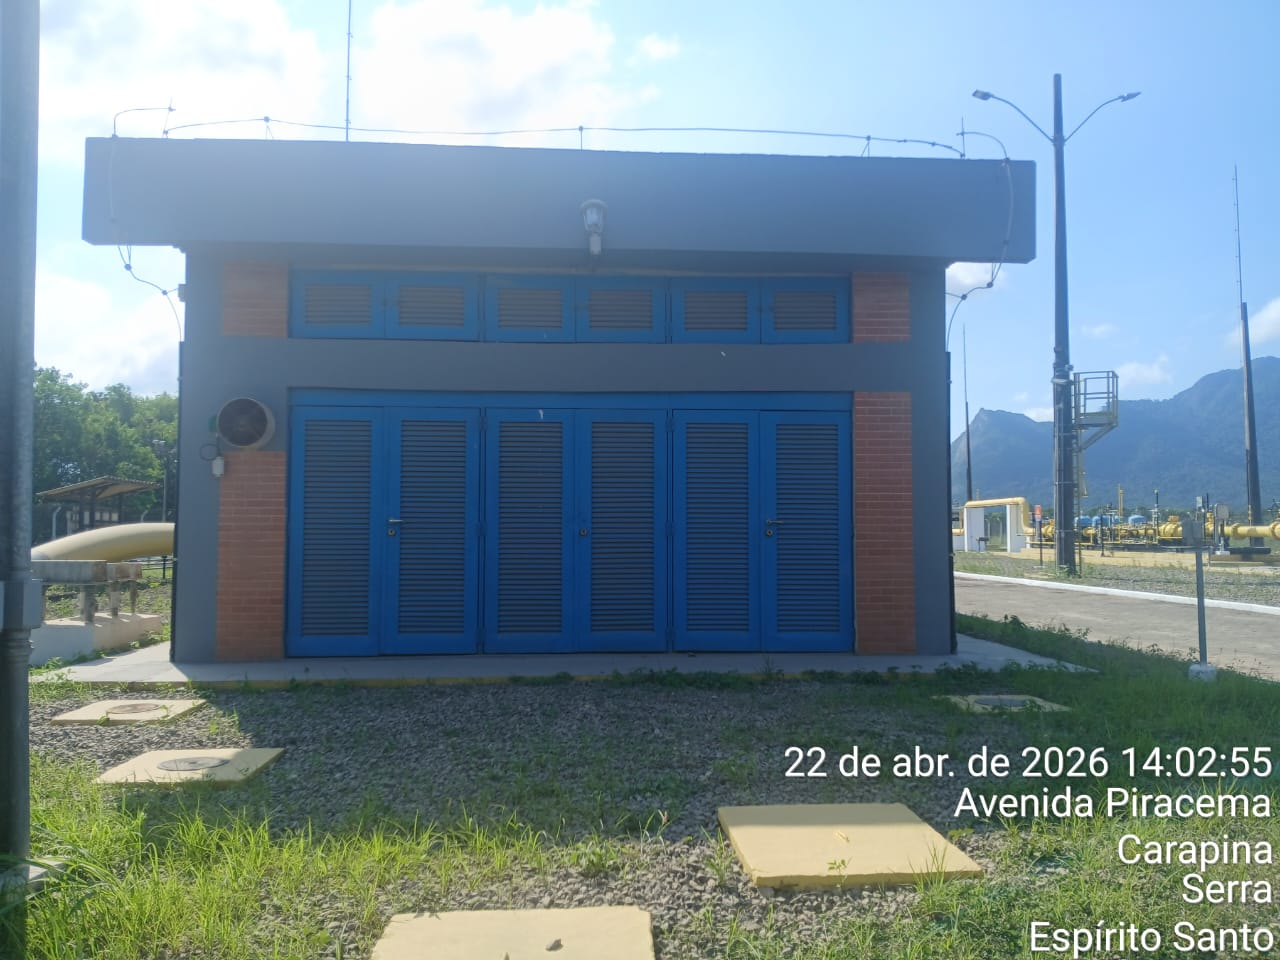 22 de abr. de 2026 14:02:55
Avenida Piracema
Carapina
Serra
Espírito Santo